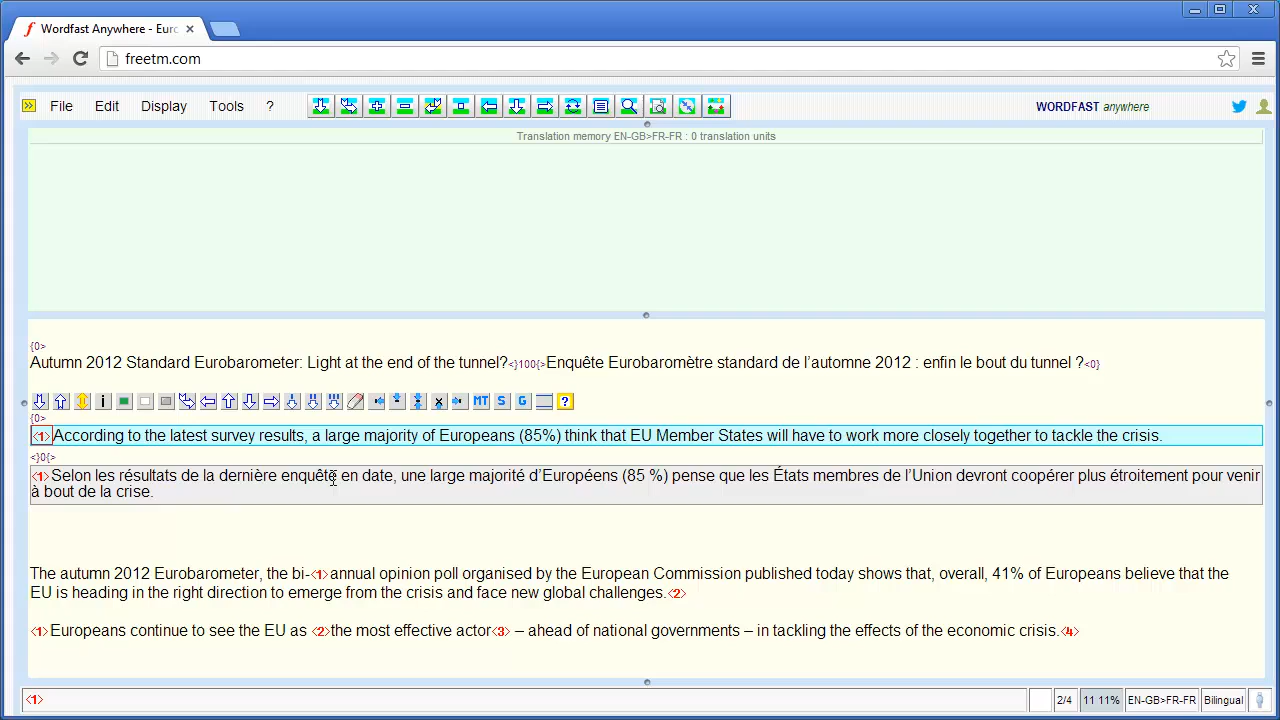 Wordfast Anywhere - Euro
freetm.com
File Edit Display Tools ? WORDFAST anywhere
Translation memory EN-GB>FR-FR : 0 translation units
{0>
Autumn 2012 Standard Eurobarometer: Light at the end of the tunnel?<}100{>Enquête Eurobaromètre standard de l’automne 2012 : enfin le bout du tunnel ?<0}
i x MT S G ?
{0>
<1>According to the latest survey results, a large majority of Europeans (85%) think that EU Member States will have to work more closely together to tackle the crisis.
<}0{>
<1>Selon les résultats de la dernière enquête en date, une large majorité d’Européens (85 %) pense que les États membres de l’Union devront coopérer plus étroitement pour venir
à bout de la crise.
The autumn 2012 Eurobarometer, the bi-<1>annual opinion poll organised by the European Commission published today shows that, overall, 41% of Europeans believe that the
EU is heading in the right direction to emerge from the crisis and face new global challenges.<2>
<1>Europeans continue to see the EU as <2>the most effective actor<3> – ahead of national governments – in tackling the effects of the economic crisis.<4>
<1> 2/4 11 11% EN-GB>FR-FR Bilingual